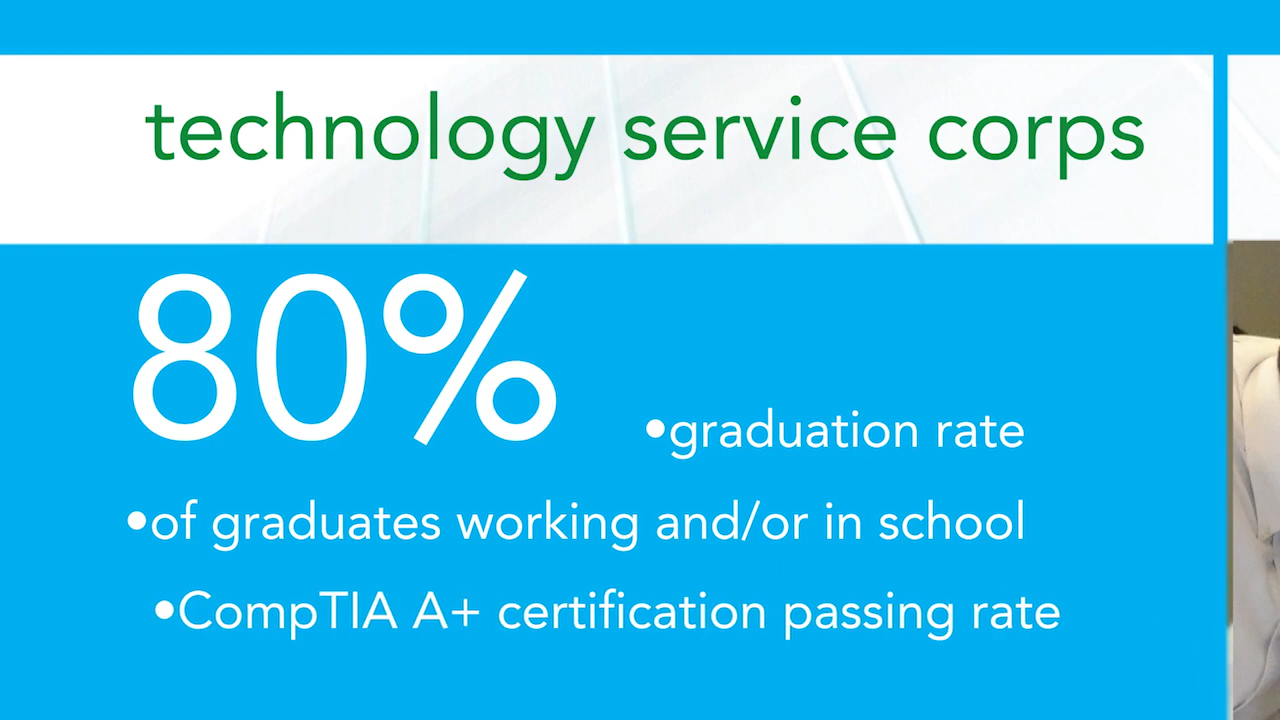 technology service corps
80%
•graduation rate
•of graduates working and/or in school
•CompTIA A+ certification passing rate